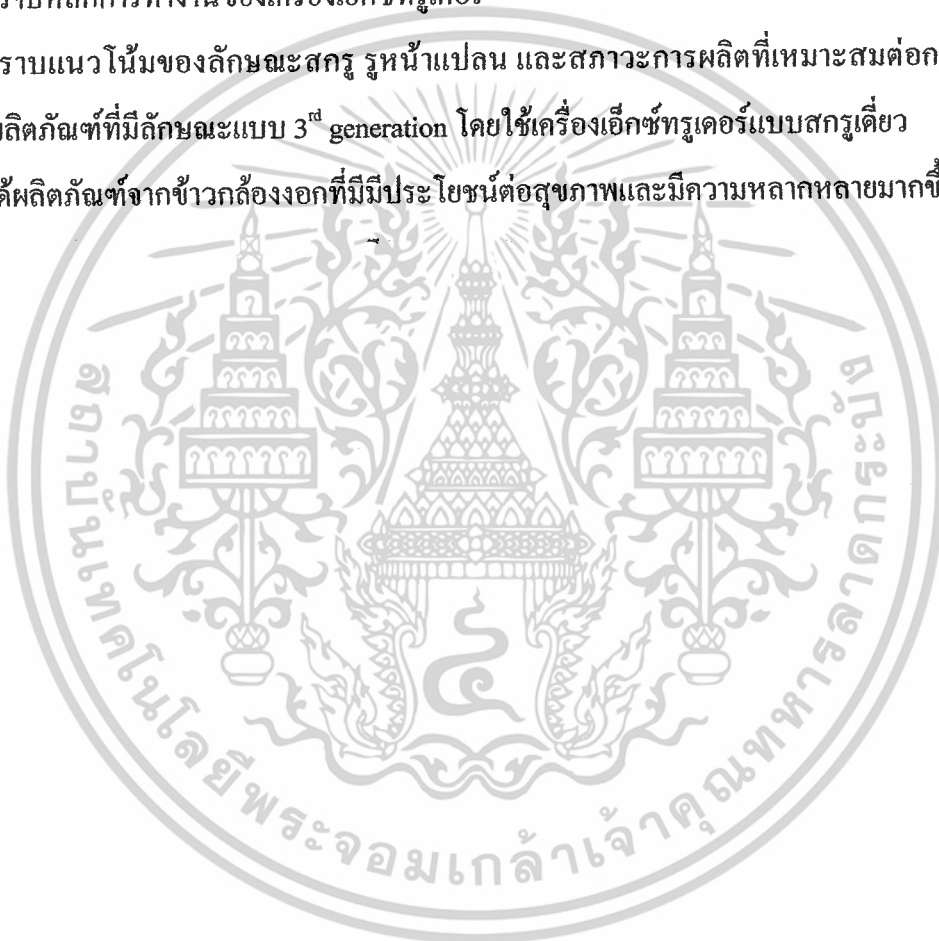 ราบแนวโน้มของลักษณะสกรู รูหน้าแปลน และสภาวะการผลิตที่เหมาะสมต่อก
ผลิตภัณฑ์ที่มีลักษณะแบบ 3rd generation โดยใช้เครื่องเอ็กซ์ทรูเดอร์แบบสกรูเดี่ยว
ด้ผลิตภัณฑ์จากข้าวกล้องงอกที่มีมีประโยชน์ต่อสุขภาพและมีความหลากหลายมากขึ้
สถาบันเทคโนโลยีพระจอมเกล้าเจ้าคุณทหารลาดกระบัง